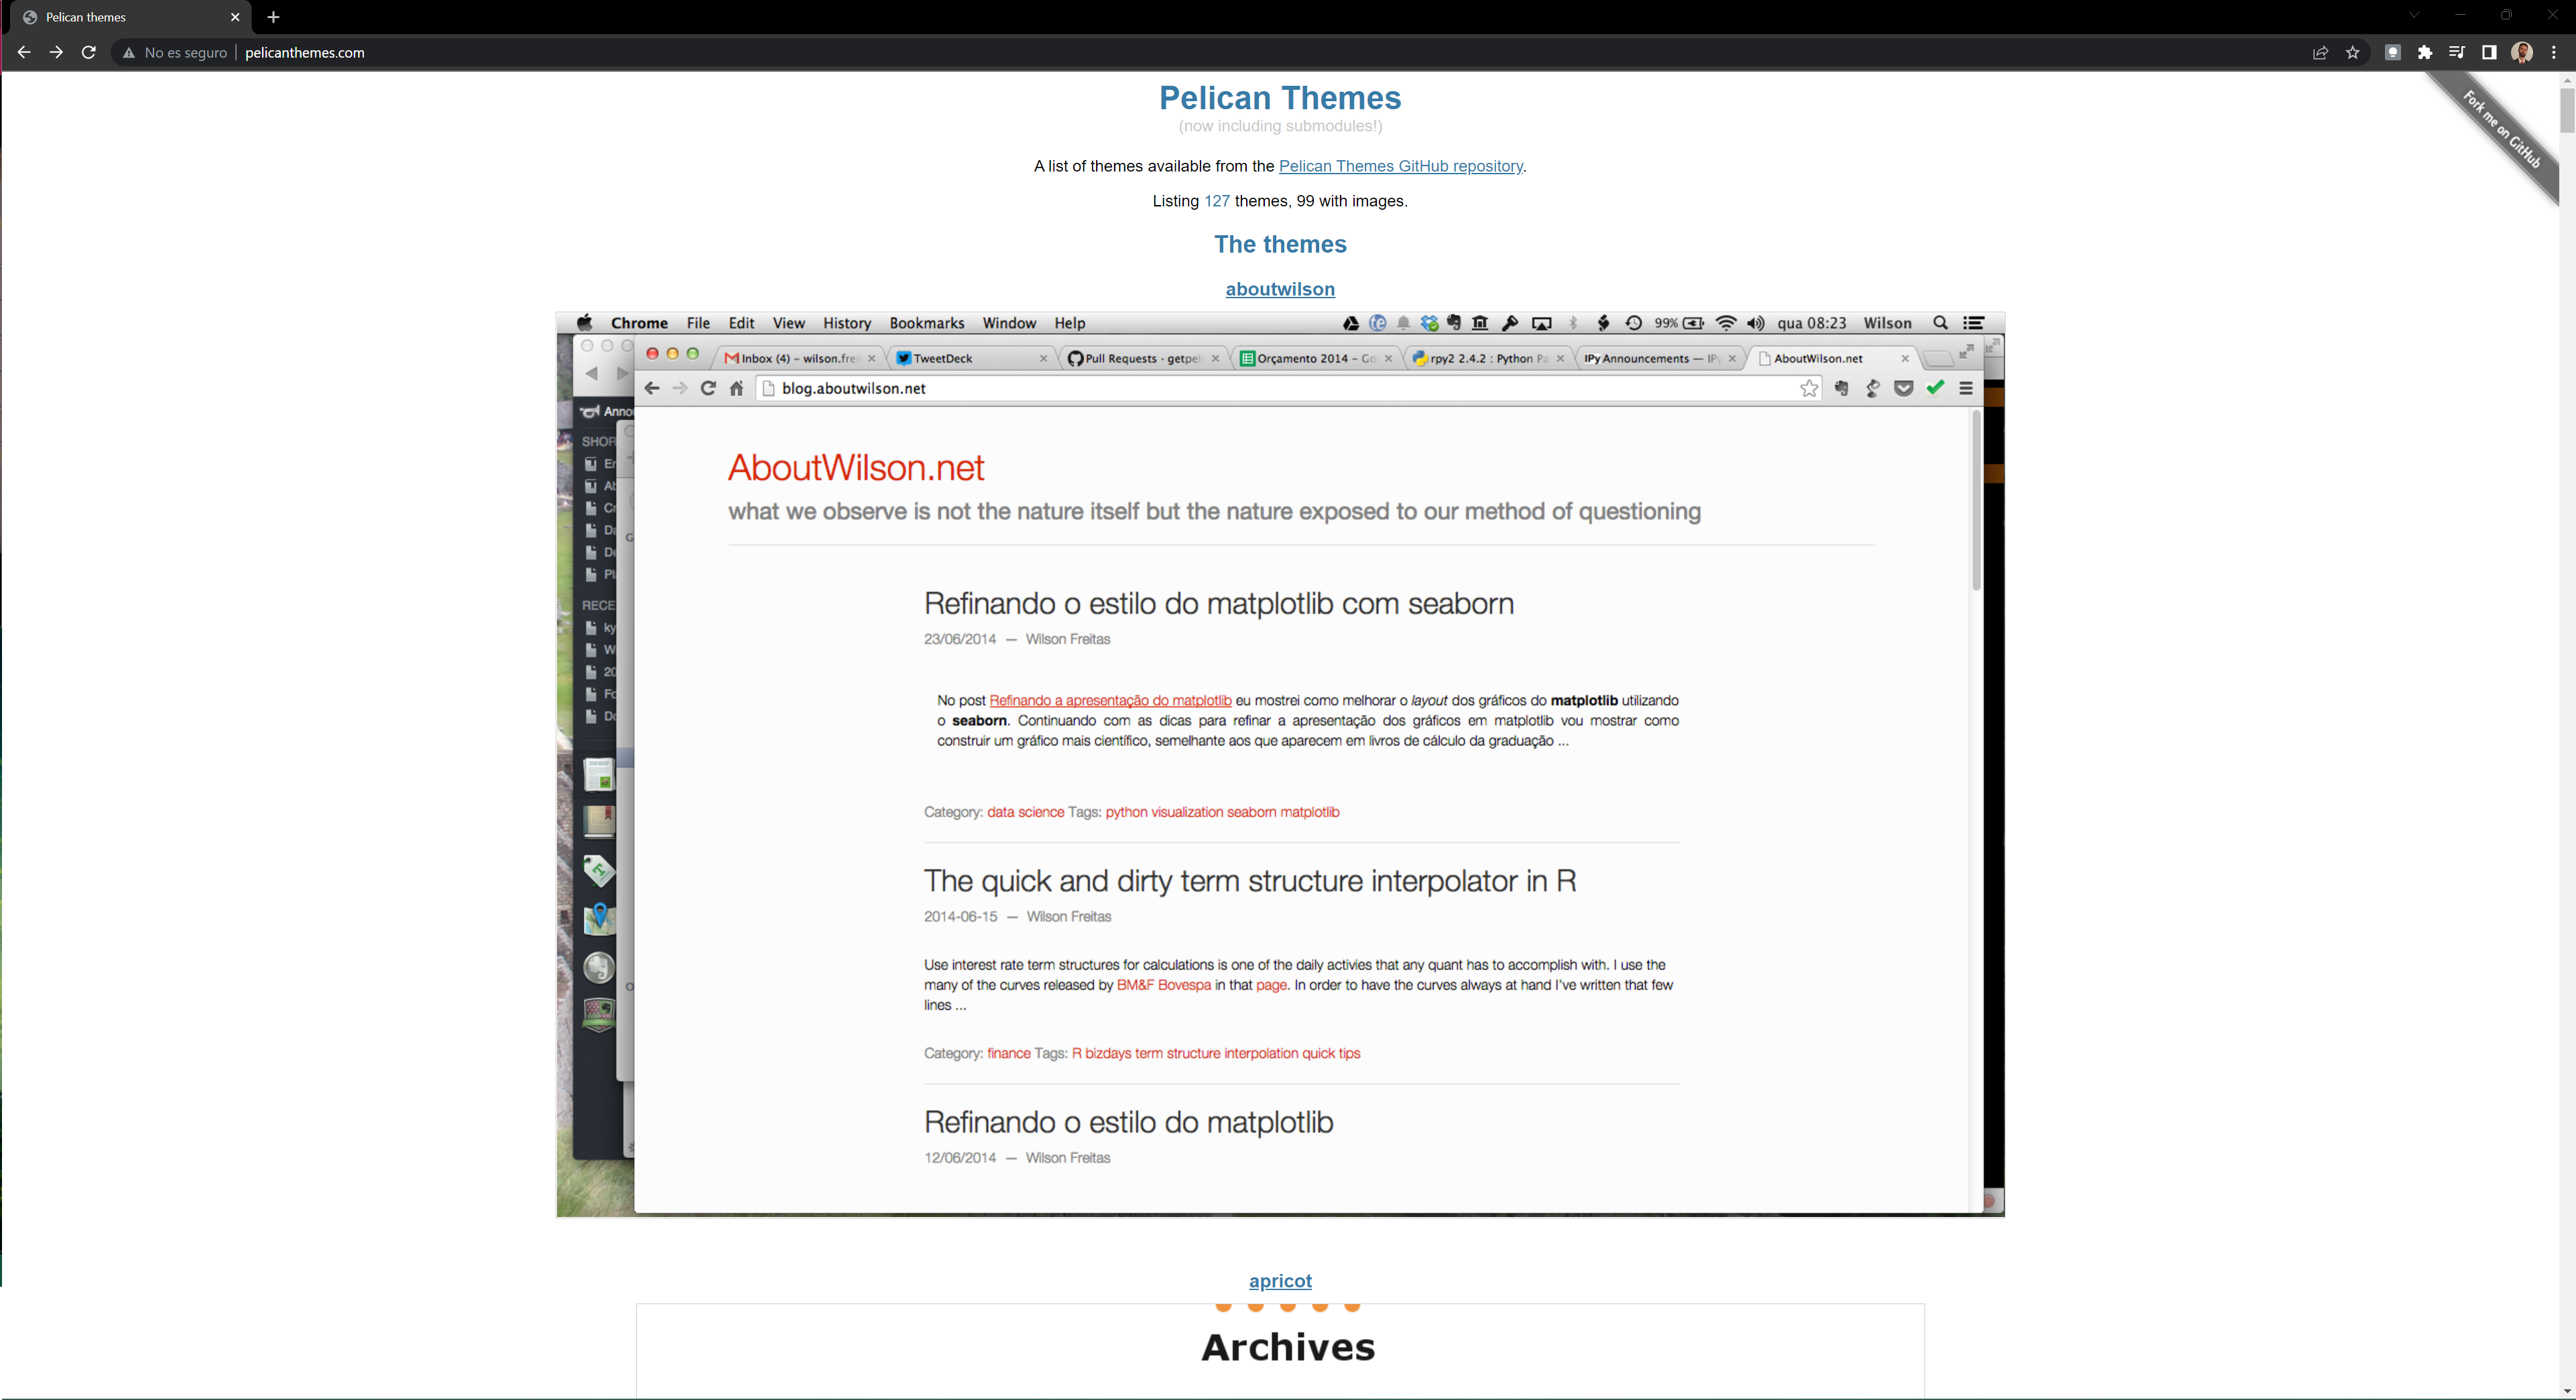 Pelican themes
No es seguro | pelicanthemes.com
Pelican Themes
(now including submodules!)
Fork me on GitHub
A list of themes available from the Pelican Themes GitHub repository.
Listing 127 themes, 99 with images.
The themes
aboutwilson
Chrome File Edit View History Bookmarks Window Help 99% qua 08:23 Wilson
Inbox (4) – wilson.frei TweetDeck Pull Requests · getpel Orçamento 2014 – Go rpy2 2.4.2 : Python Pa IPy Announcements — IPy AboutWilson.net
blog.aboutwilson.net
AboutWilson.net
what we observe is not the nature itself but the nature exposed to our method of questioning
Refinando o estilo do matplotlib com seaborn
23/06/2014 — Wilson Freitas
No post Refinando a apresentação do matplotlib eu mostrei como melhorar o layout dos gráficos do matplotlib utilizando
o seaborn. Continuando com as dicas para refinar a apresentação dos gráficos em matplotlib vou mostrar como
construir um gráfico mais científico, semelhante aos que aparecem em livros de cálculo da graduação ...
Category: data science Tags: python visualization seaborn matplotlib
The quick and dirty term structure interpolator in R
2014-06-15 — Wilson Freitas
Use interest rate term structures for calculations is one of the daily activies that any quant has to accomplish with. I use the
many of the curves released by BM&F Bovespa in that page. In order to have the curves always at hand I've written that few
lines ...
Category: finance Tags: R bizdays term structure interpolation quick tips
Refinando o estilo do matplotlib
12/06/2014 — Wilson Freitas
apricot
Archives